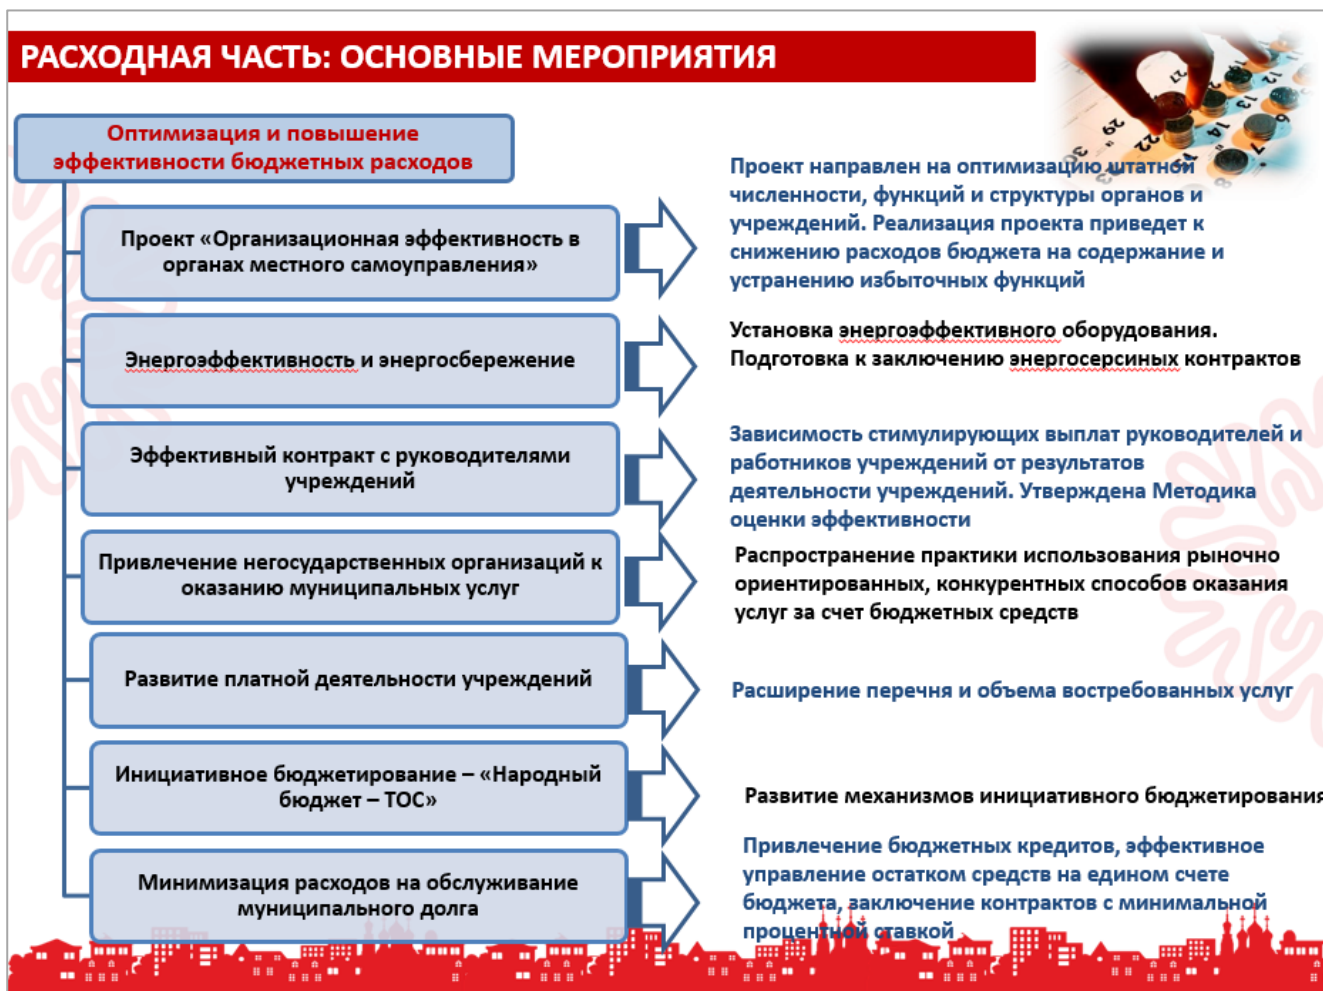 РАСХОДНАЯ ЧАСТЬ: ОСНОВНЫЕ МЕРОПРИЯТИЯ
Оптимизация и повышение
эффективности бюджетных расходов
Проект «Организационная эффективность в
органах местного самоуправления»
Проект направлен на оптимизацию штатной
численности, функций и структуры органов и
учреждений. Реализация проекта приведет к
снижению расходов бюджета на содержание и
устранению избыточных функций
Энергоэффективность и энергосбережение
Установка энергоэффективного оборудования.
Подготовка к заключению энергосерсиных контрактов
Эффективный контракт с руководителями
учреждений
Зависимость стимулирующих выплат руководителей и
работников учреждений от результатов
деятельности учреждений. Утверждена Методика
оценки эффективности
Привлечение негосударственных организаций к
оказанию муниципальных услуг
Распространение практики использования рыночно
ориентированных, конкурентных способов оказания
услуг за счет бюджетных средств
Развитие платной деятельности учреждений
Расширение перечня и объема востребованных услуг
Инициативное бюджетирование – «Народный
бюджет – ТОС»
Развитие механизмов инициативного бюджетирования
Минимизация расходов на обслуживание
муниципального долга
Привлечение бюджетных кредитов, эффективное
управление остатком средств на едином счете
бюджета, заключение контрактов с минимальной
процентной ставкой